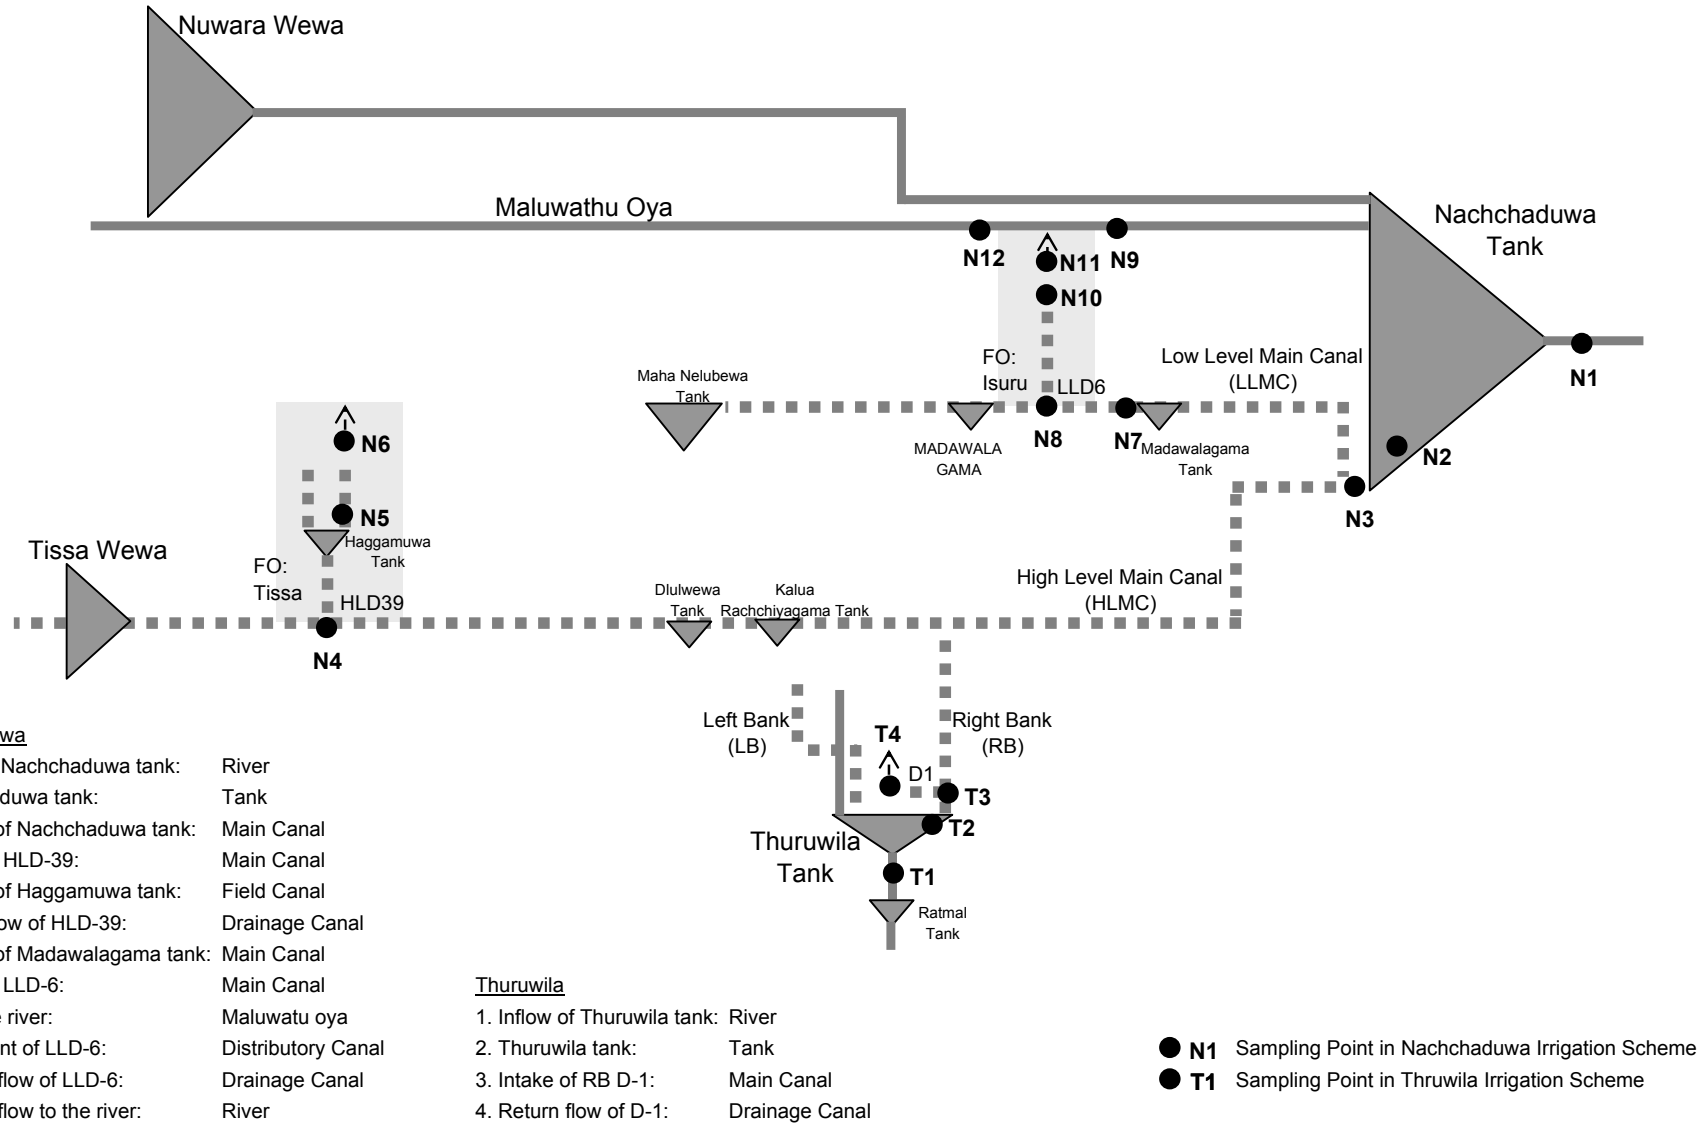 Nuwara Wewa
Maluwathu Oya
Nachchaduwa
Tank
N12
N11
N9
N10
N1
FO:
Isuru
LLD6
Low Level Main Canal
(LLMC)
Maha Nelubewa
Tank
N8
N7
MADAWALA
GAMA
Madawalagama
Tank
N2
N3
N6
N5
Haggamuwa
Tank
Tissa Wewa
FO:
Tissa
HLD39
N4
Dlulwewa
Tank
Kalua
Rachchiyagama Tank
High Level Main Canal
(HLMC)
Left Bank
(LB)
Right Bank
(RB)
T4
D1
T3
T2
Thuruwila
Tank
T1
Ratmal
Tank
wa
Nachchaduwa tank: River
duwa tank: Tank
of Nachchaduwa tank: Main Canal
HLD-39: Main Canal
of Haggamuwa tank: Field Canal
ow of HLD-39: Drainage Canal
of Madawalagama tank: Main Canal
LLD-6: Main Canal
e river: Maluwatu oya
nt of LLD-6: Distributory Canal
flow of LLD-6: Drainage Canal
flow to the river: River
Thuruwila
1. Inflow of Thuruwila tank: River
2. Thuruwila tank: Tank
3. Intake of RB D-1: Main Canal
4. Return flow of D-1: Drainage Canal
N1 Sampling Point in Nachchaduwa Irrigation Scheme
T1 Sampling Point in Thruwila Irrigation Scheme